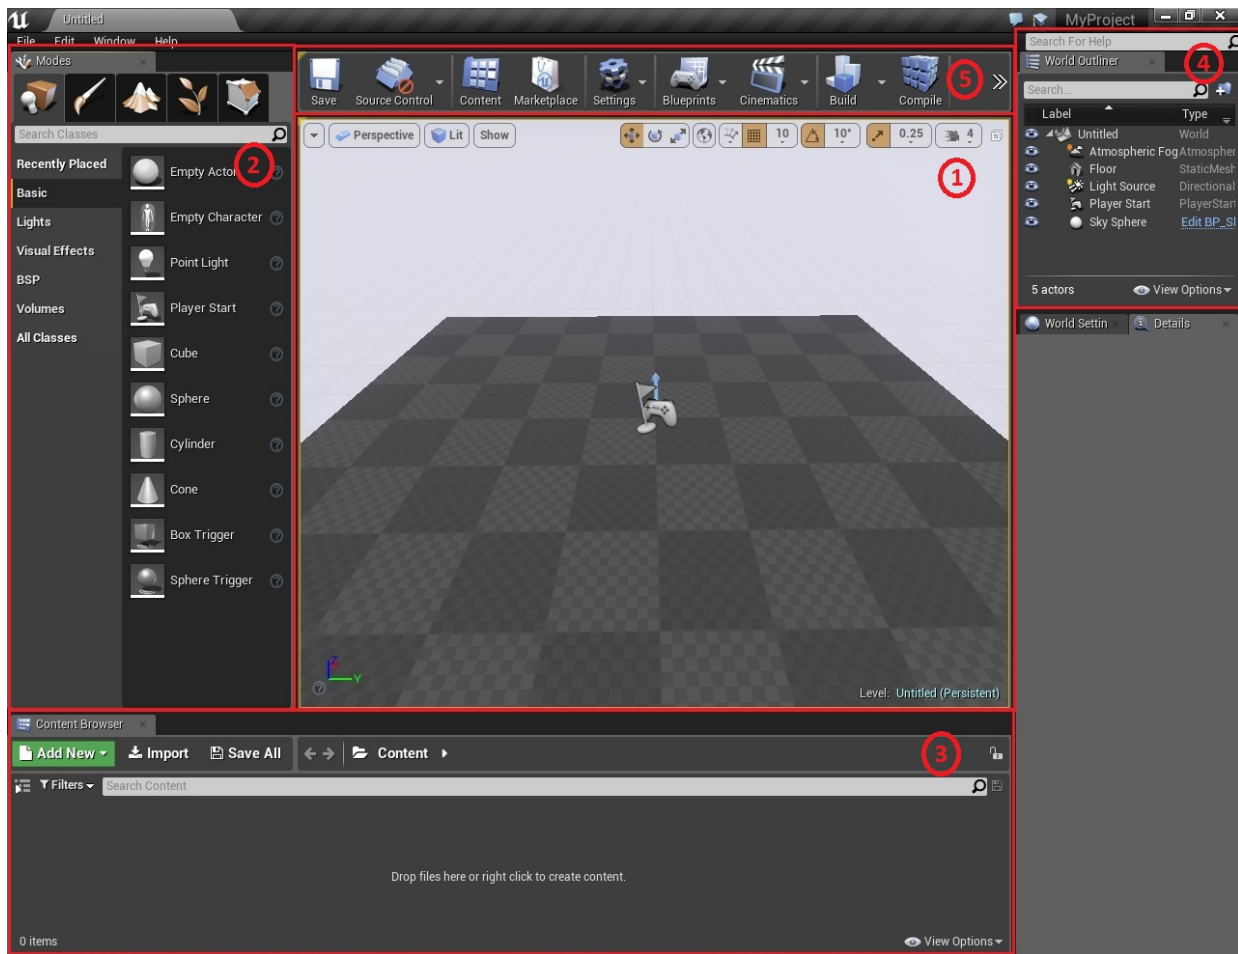 Untitled
MyProject
File Edit Window Help
Search For Help
Modes
Save
Source Control
Content
Marketplace
Settings
Blueprints
Cinematics
Build
Compile
5
World Outliner
4
Search Classes
2
Recently Placed
Basic
Lights
Visual Effects
BSP
Volumes
All Classes
Empty Actor
Empty Character
Point Light
Player Start
Cube
Sphere
Cylinder
Cone
Box Trigger
Sphere Trigger
Perspective
Lit
Show
10
10°
0.25
4
1
Z
Y
Level: Untitled (Persistent)
Search...
Label Type
Untitled World
Atmospheric Fog Atmospher
Floor StaticMesh
Light Source Directional
Player Start PlayerStart
Sky Sphere Edit BP_Sl
5 actors
View Options
World Settin
Details
Content Browser
Add New
Import
Save All
Content
3
Filters
Search Content
Drop files here or right click to create content.
0 items
View Options